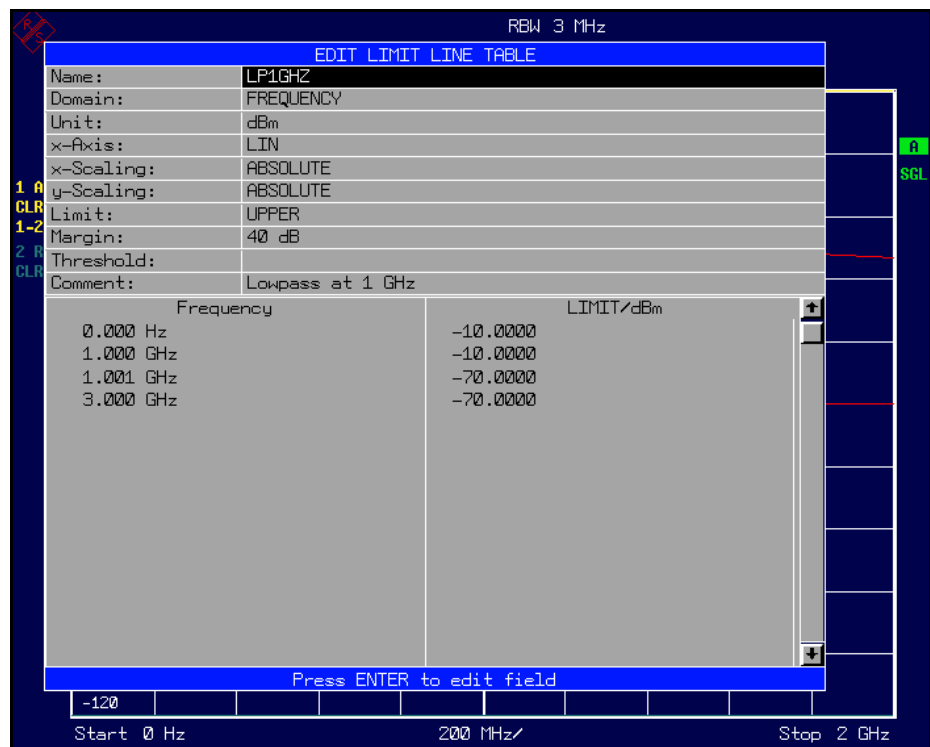 RBW 3 MHz
EDIT LIMIT LINE TABLE
Name: LP1GHZ
Domain: FREQUENCY
Unit: dBm
x-Axis: LIN
x-Scaling: ABSOLUTE
y-Scaling: ABSOLUTE
Limit: UPPER
Margin: 40 dB
Threshold:
Comment: Lowpass at 1 GHz
1 A
CLR
1-2
2 R
CLR
A
SGL
Frequency LIMIT/dBm
0.000 Hz -10.0000
1.000 GHz -10.0000
1.001 GHz -70.0000
3.000 GHz -70.0000
Press ENTER to edit field
-120
Start 0 Hz 200 MHz/ Stop 2 GHz